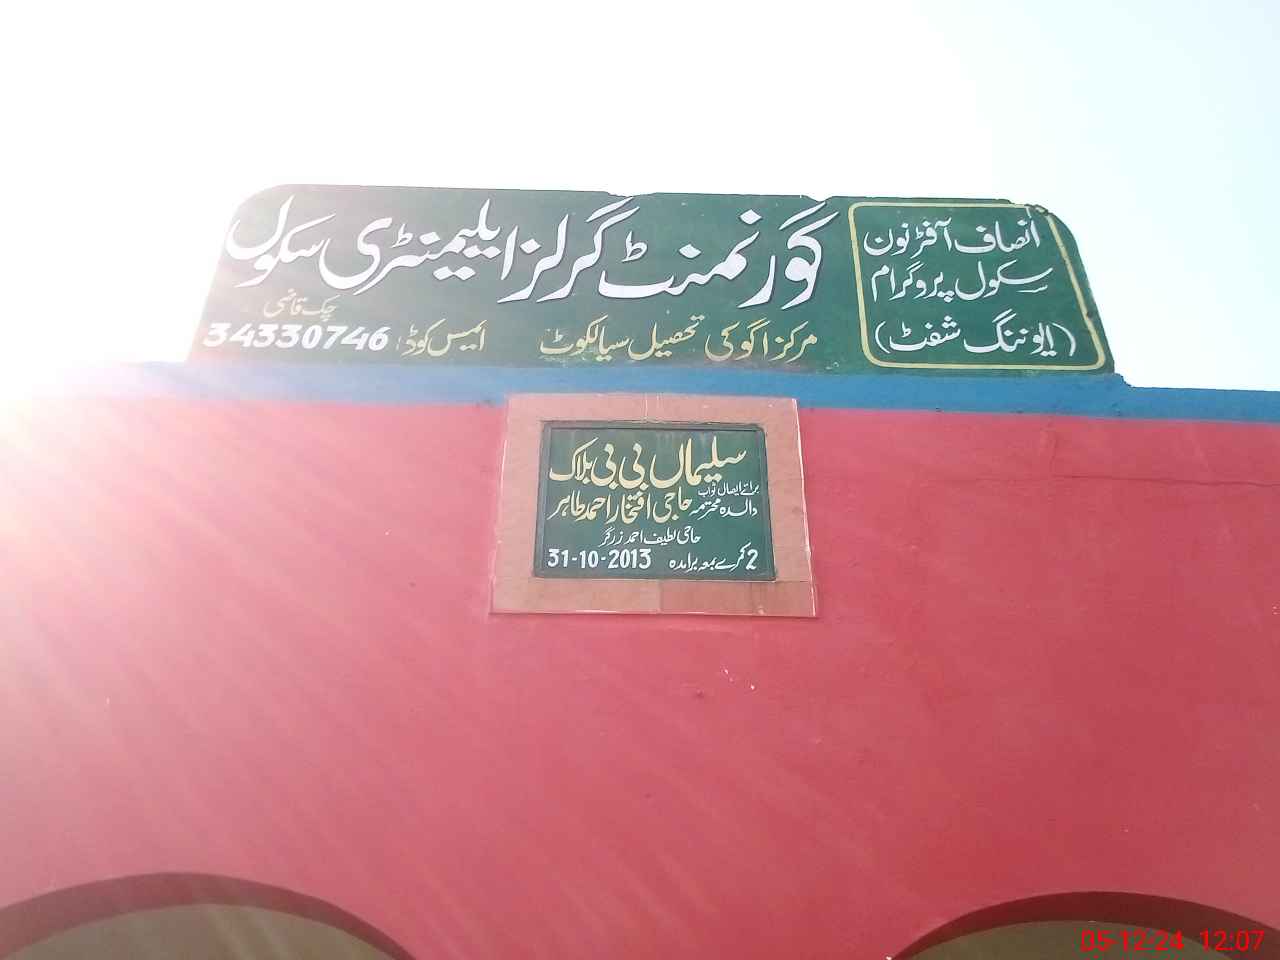 گورنمنٹ گرلز ایلیمنٹری سکول
چک قاضی
مرکز اگوکی تحصیل سیالکوٹ ایمیس کوڈ: 34330746
انصاف آفٹرنون
سکول پروگرام
(ایوننگ شفٹ)
سلیماں بی بی بلاک
برائے ایصال ثواب
والدہ محترمہ حاجی افتخار احمد طاہر
حاجی لطیف احمد زرگر
2 کمرے بمعہ برامدہ 31-10-2013
05-12-24 12:07